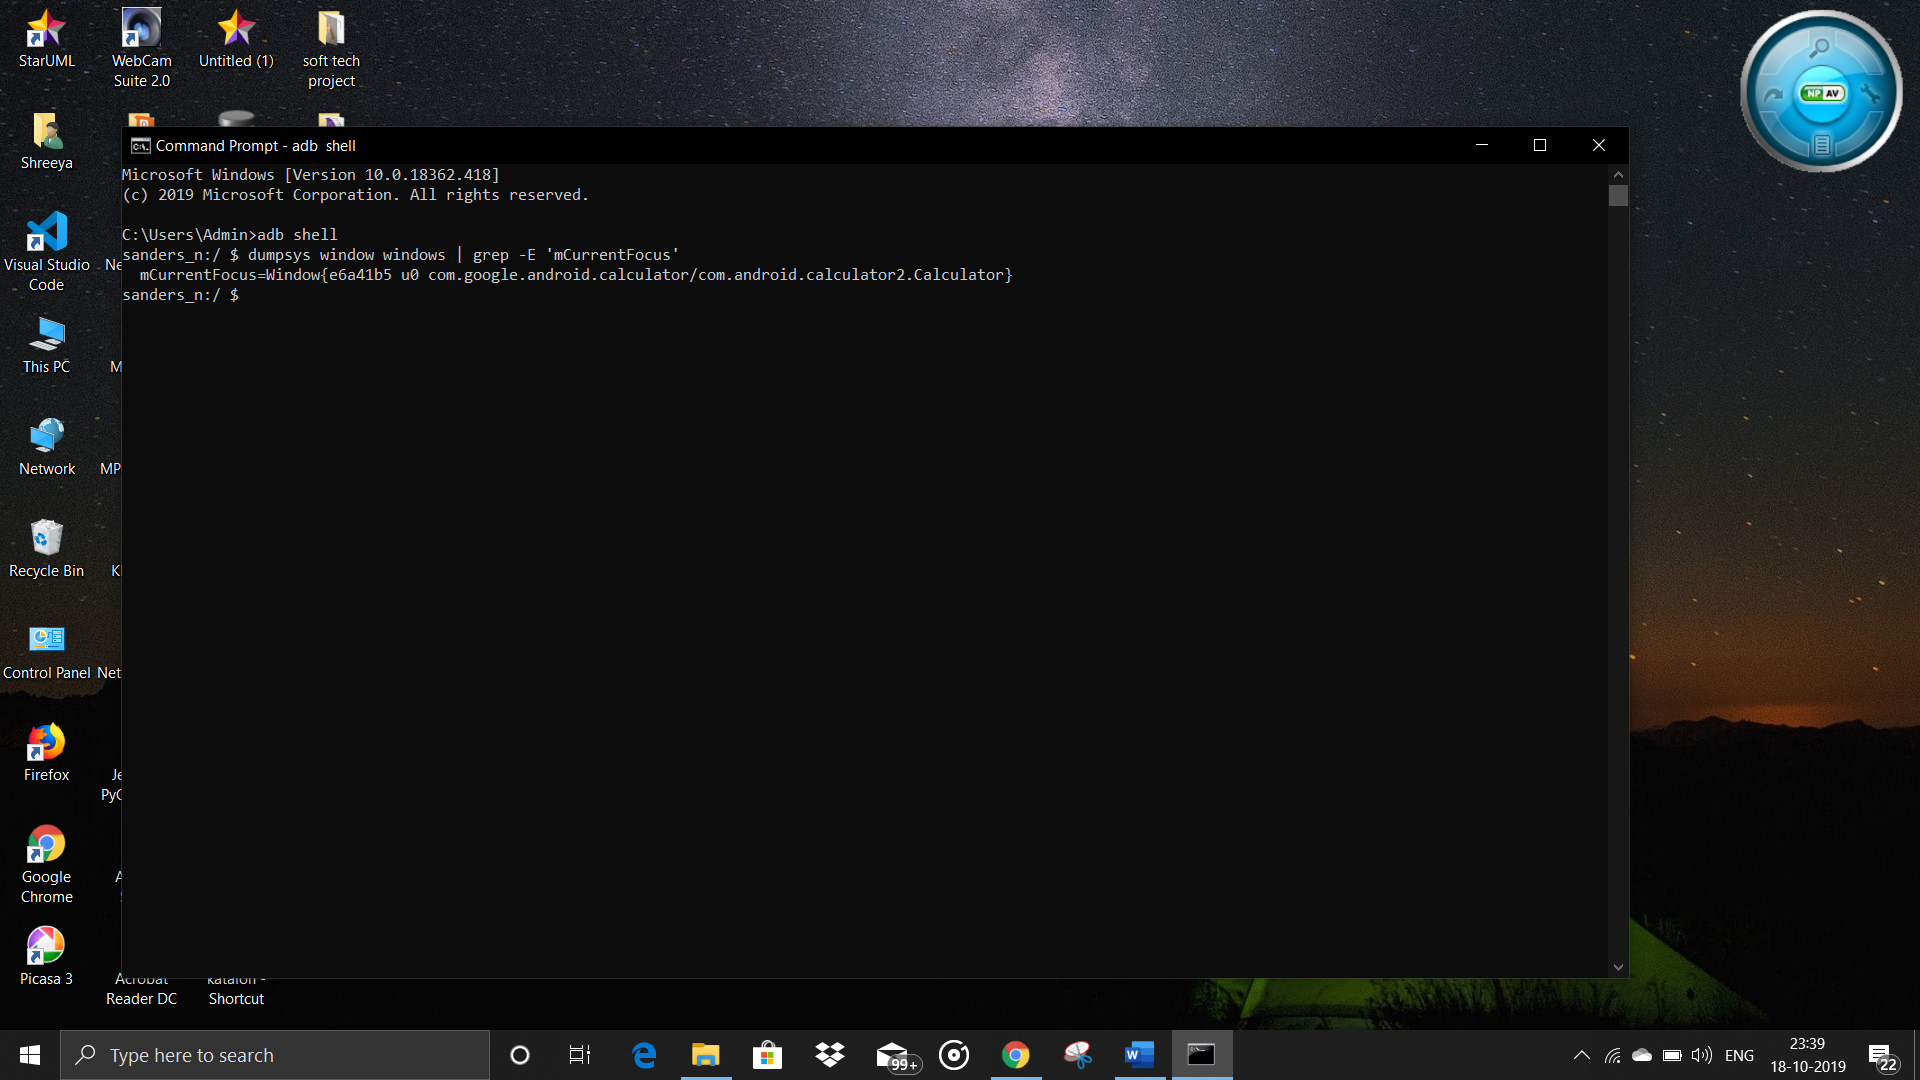 StarUML
WebCam
Suite 2.0
Untitled (1)
soft tech
project
NP AV
Shreeya
Command Prompt - adb  shell
Microsoft Windows [Version 10.0.18362.418]
(c) 2019 Microsoft Corporation. All rights reserved.
C:\Users\Admin>adb shell
sanders_n:/ $ dumpsys window windows | grep -E 'mCurrentFocus'
  mCurrentFocus=Window{e6a41b5 u0 com.google.android.calculator/com.android.calculator2.Calculator}
sanders_n:/ $
Visual Studio
Code
Ne
This PC
M
Network
MP
Recycle Bin
Control Panel
Net
Firefox
Je
PyC
Google
Chrome
Picasa 3
Acrobat
Reader DC
katalon -
Shortcut
Type here to search
99+
ENG
23:39
18-10-2019
22